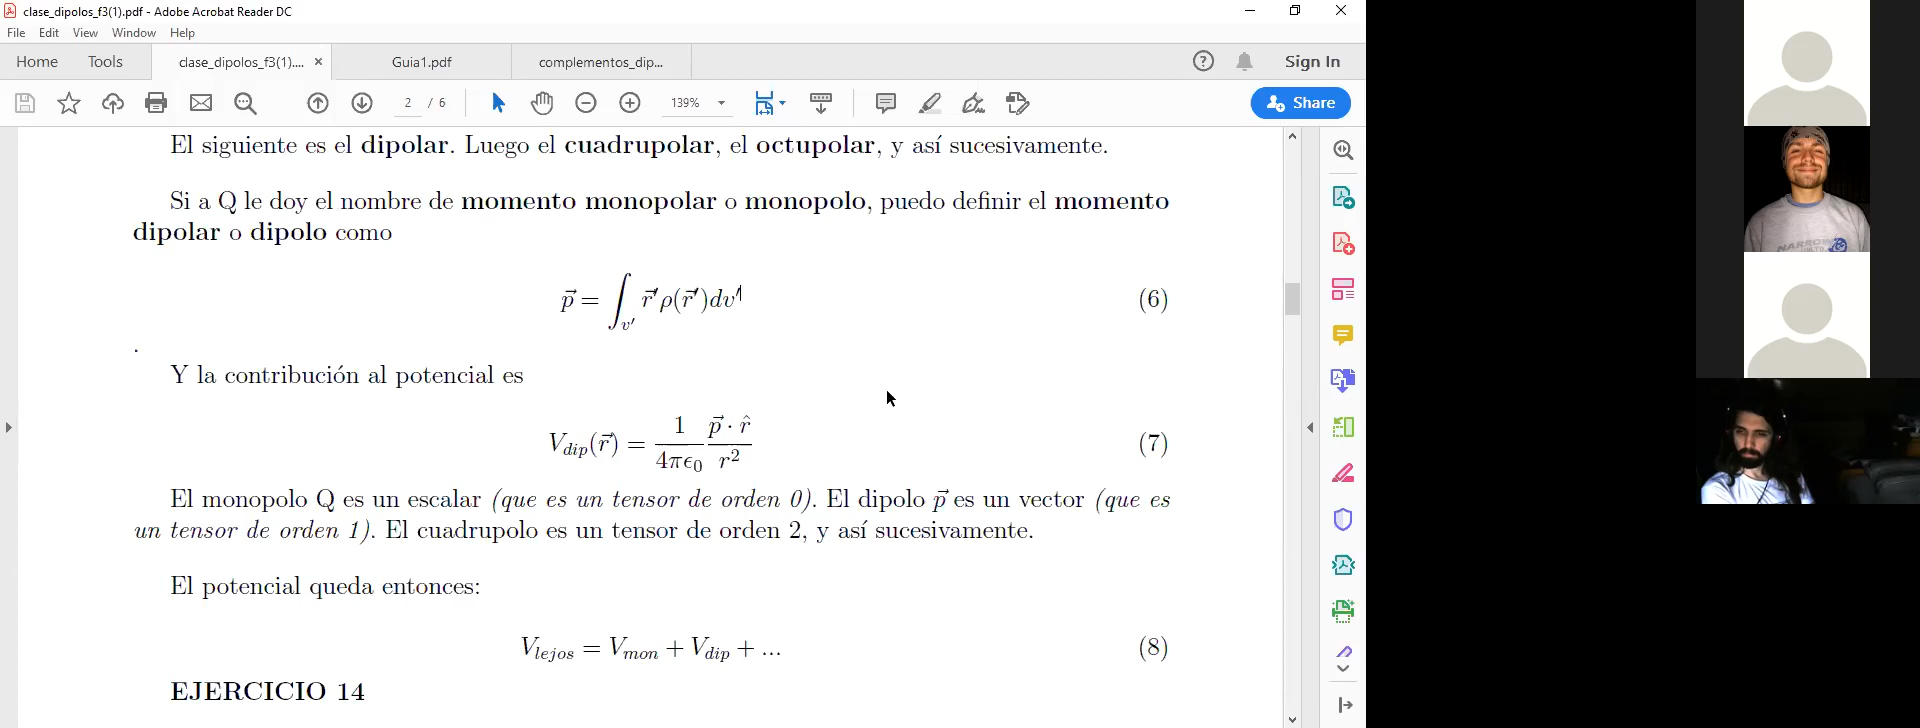 clase_dipolos_f3(1).pdf - Adobe Acrobat Reader DC
File Edit View Window Help
Home Tools clase_dipolos_f3(1).... × Guia1.pdf complementos_dip... Sign In
2 / 6 139% Share
El siguiente es el dipolar. Luego el cuadrupolar, el octupolar, y así sucesivamente.
Si a Q le doy el nombre de momento monopolar o monopolo, puedo definir el momento
dipolar o dipolo como
p⃗ = ∫_{v′} r⃗′ρ(r⃗′)dv′ (6)
.
Y la contribución al potencial es
V_{dip}(r⃗) = \frac{1}{4πϵ_0} \frac{p⃗ · r̂}{r^2} (7)
El monopolo Q es un escalar (que es un tensor de orden 0). El dipolo p⃗ es un vector (que es
un tensor de orden 1). El cuadrupolo es un tensor de orden 2, y así sucesivamente.
El potencial queda entonces:
V_{lejos} = V_{mon} + V_{dip} + ... (8)
EJERCICIO 14